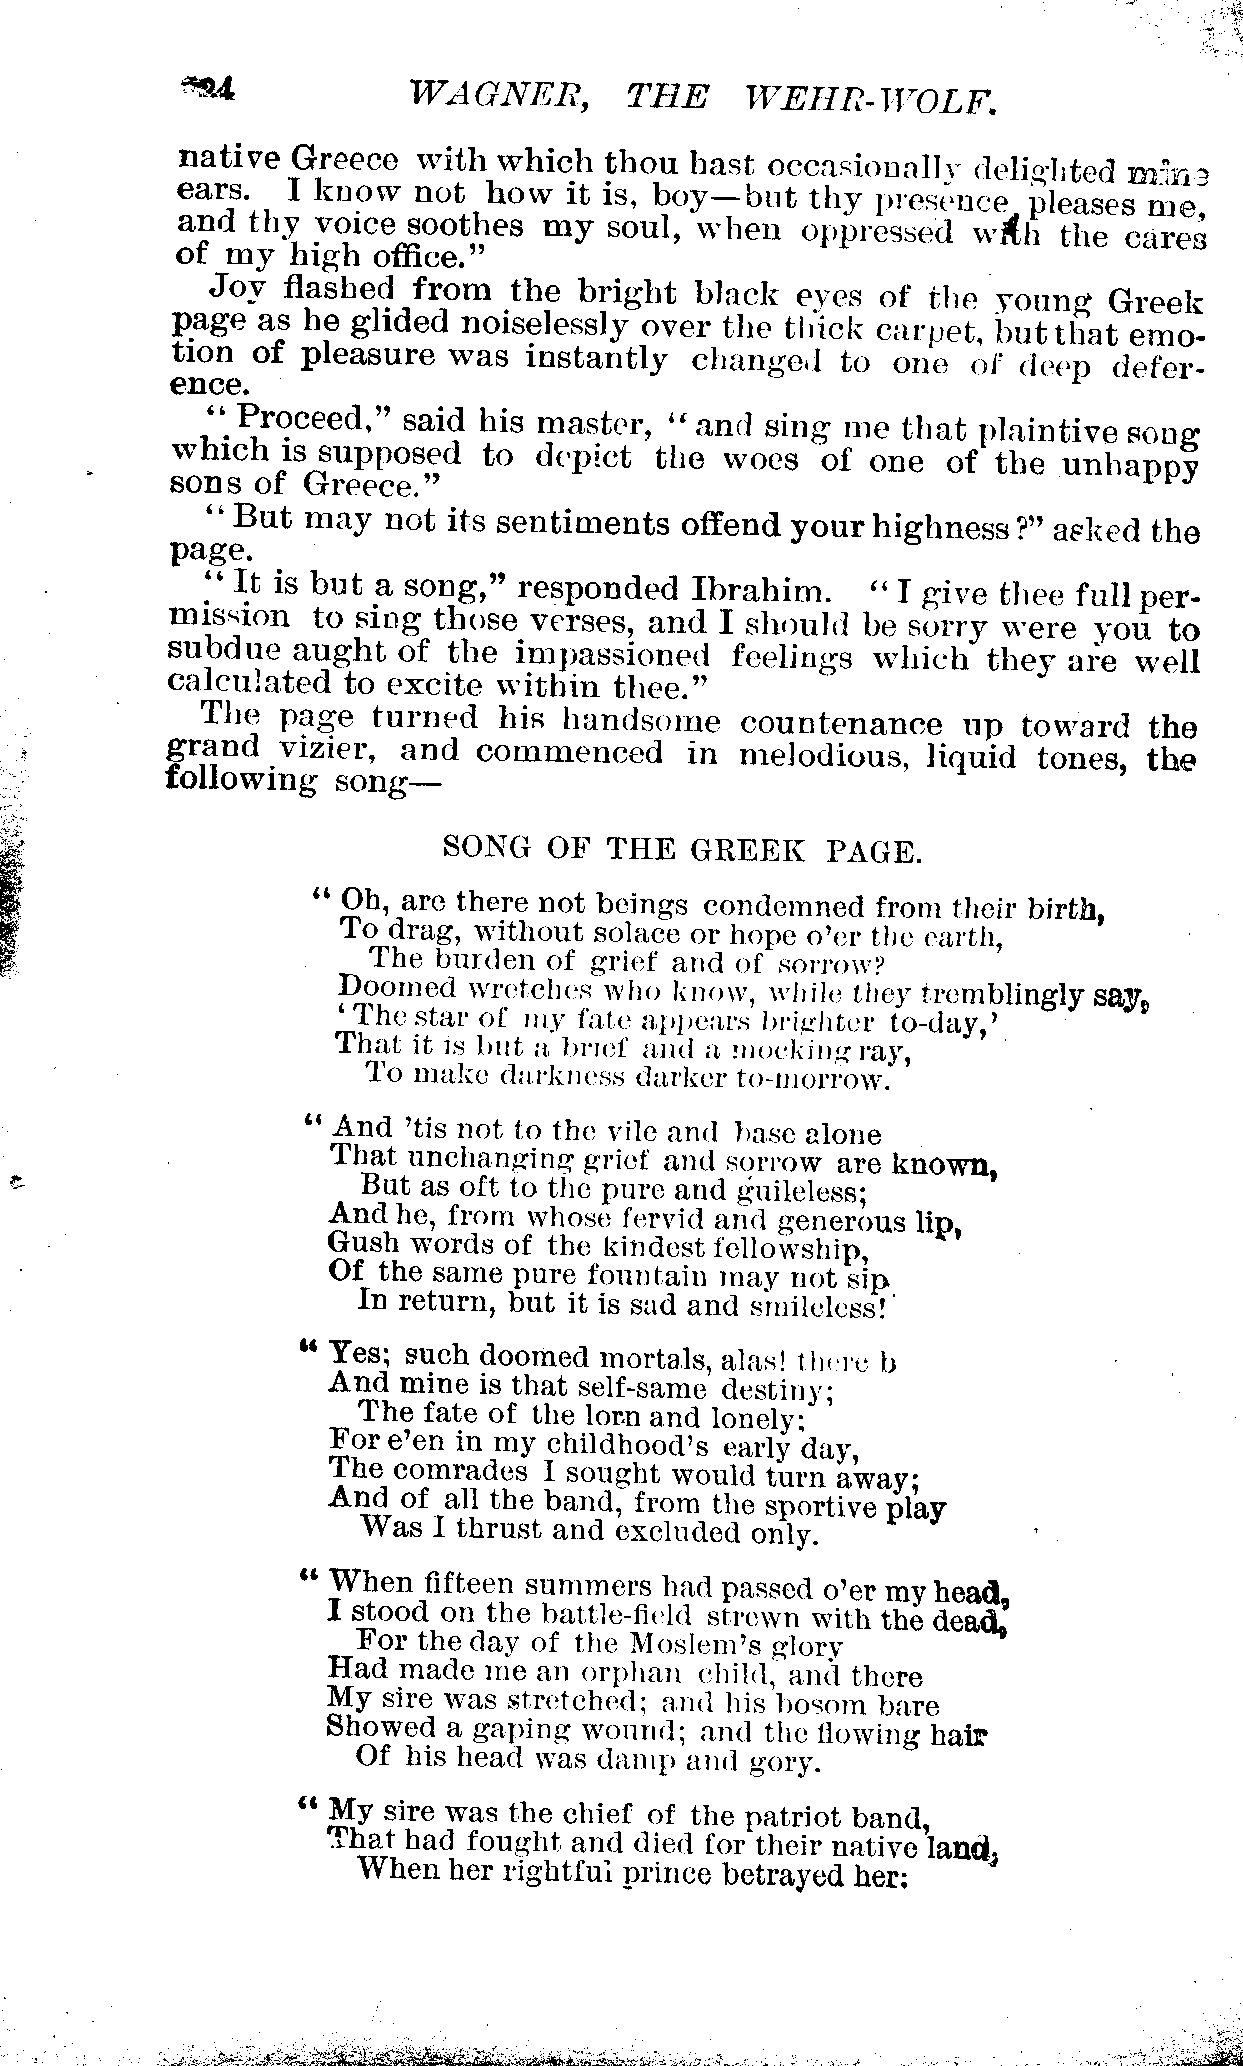 24 WAGNER, THE WEHR-WOLF.
native Greece with which thou hast occasionally delighted mine
ears. I know not how it is, boy—but thy presence pleases me,
and thy voice soothes my soul, when oppressed with the cares
of my high office."
Joy flashed from the bright black eyes of the young Greek
page as he glided noiselessly over the thick carpet, but that emo-
tion of pleasure was instantly changed to one of deep defer-
ence.
"Proceed," said his master, "and sing me that plaintive song
which is supposed to depict the woes of one of the unhappy
sons of Greece."
"But may not its sentiments offend your highness?" asked the
page.
"It is but a song," responded Ibrahim. "I give thee full per-
mission to sing those verses, and I should be sorry were you to
subdue aught of the impassioned feelings which they are well
calculated to excite within thee."
The page turned his handsome countenance up toward the
grand vizier, and commenced in melodious, liquid tones, the
following song—
SONG OF THE GREEK PAGE.
"Oh, are there not beings condemned from their birth,
To drag, without solace or hope o'er the earth,
The burden of grief and of sorrow?
Doomed wretches who know, while they tremblingly say,
'The star of my fate appears brighter to-day,'
That it is but a brief and a mocking ray,
To make darkness darker to-morrow.
"And 'tis not to the vile and base alone
That unchanging grief and sorrow are known,
But as oft to the pure and guileless;
And he, from whose fervid and generous lip,
Gush words of the kindest fellowship,
Of the same pure fountain may not sip
In return, but it is sad and smileless!
"Yes; such doomed mortals, alas! there b
And mine is that self-same destiny;
The fate of the lorn and lonely;
For e'en in my childhood's early day,
The comrades I sought would turn away;
And of all the band, from the sportive play
Was I thrust and excluded only.
"When fifteen summers had passed o'er my head,
I stood on the battle-field strewn with the dead,
For the day of the Moslem's glory
Had made me an orphan child, and there
My sire was stretched; and his bosom bare
Showed a gaping wound; and the flowing hair
Of his head was damp and gory.
"My sire was the chief of the patriot band,
That had fought and died for their native land,
When her rightful prince betrayed her: